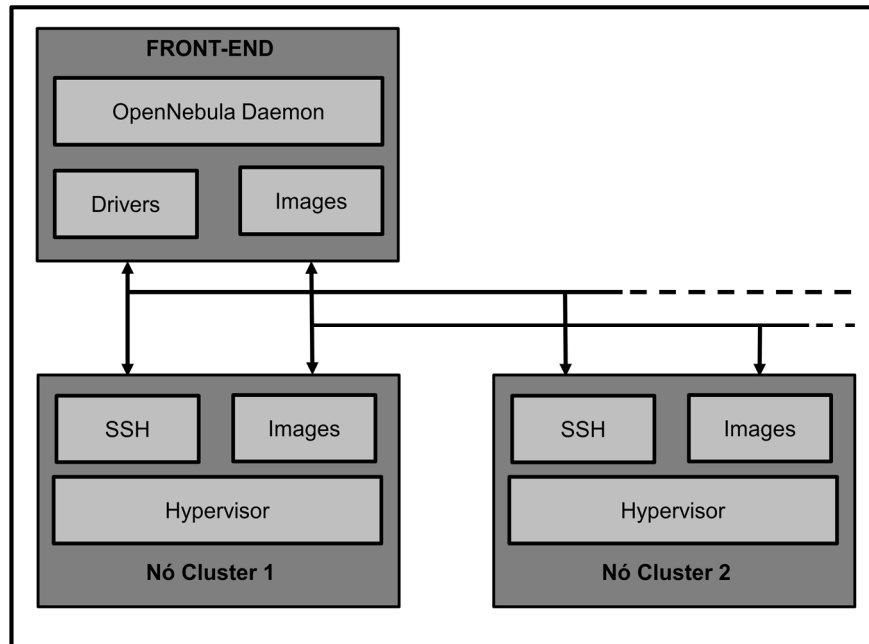 FRONT-END
OpenNebula Daemon
Drivers
Images
SSH
Images
Hypervisor
Nó Cluster 1
SSH
Images
Hypervisor
Nó Cluster 2